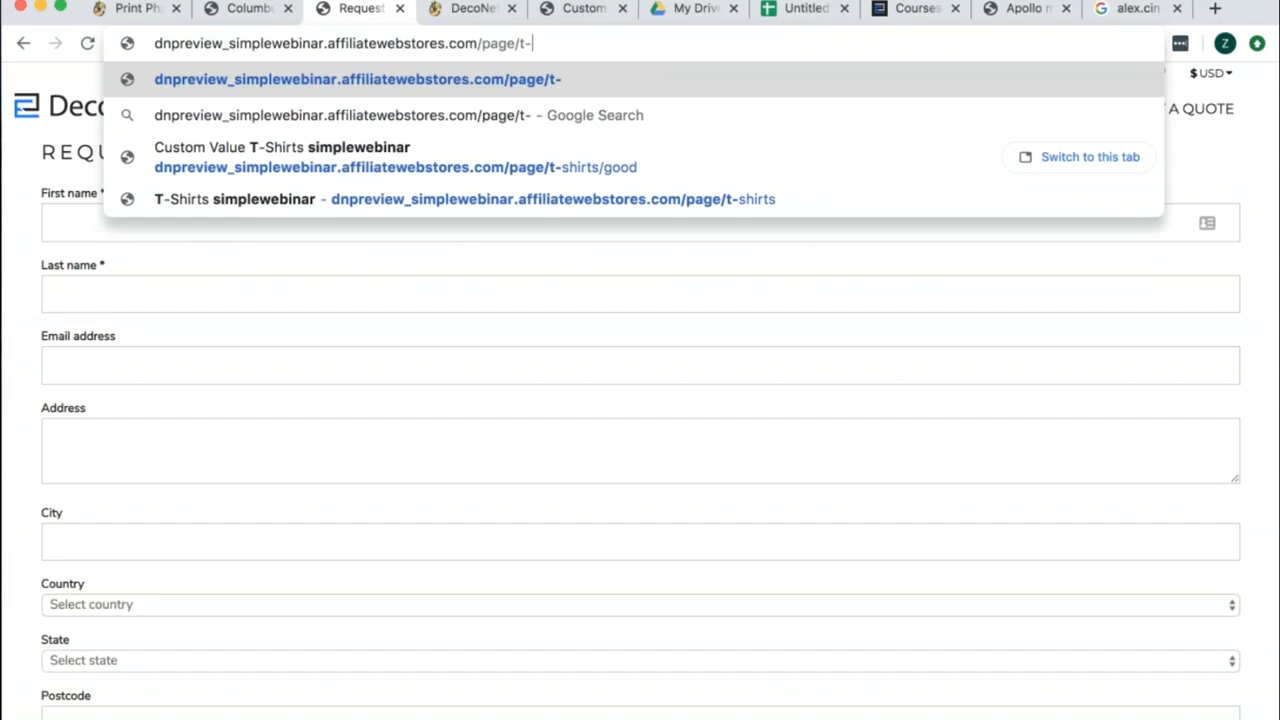 Print Ph
Columb
Request
DecoNe
Custom
My Driv
Untitled
Courses
Apollo n
alex.cin
dnpreview_simplewebinar.affiliatewebstores.com/page/t-
Z
dnpreview_simplewebinar.affiliatewebstores.com/page/t-
$ USD
Deco
dnpreview_simplewebinar.affiliatewebstores.com/page/t- - Google Search
A QUOTE
Custom Value T-Shirts simplewebinar
dnpreview_simplewebinar.affiliatewebstores.com/page/t-shirts/good
Switch to this tab
REQU
T-Shirts simplewebinar - dnpreview_simplewebinar.affiliatewebstores.com/page/t-shirts
First name *
Last name *
Email address
Address
City
Country
Select country
State
Select state
Postcode